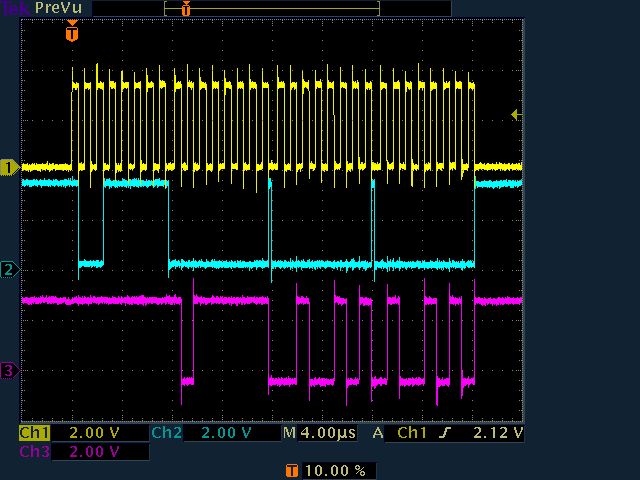 Tek PreVu
T
T
1
2
3
Ch1 2.00 V Ch2 2.00 V M 4.00µs A Ch1 2.12 V
Ch3 2.00 V
T 10.00 %